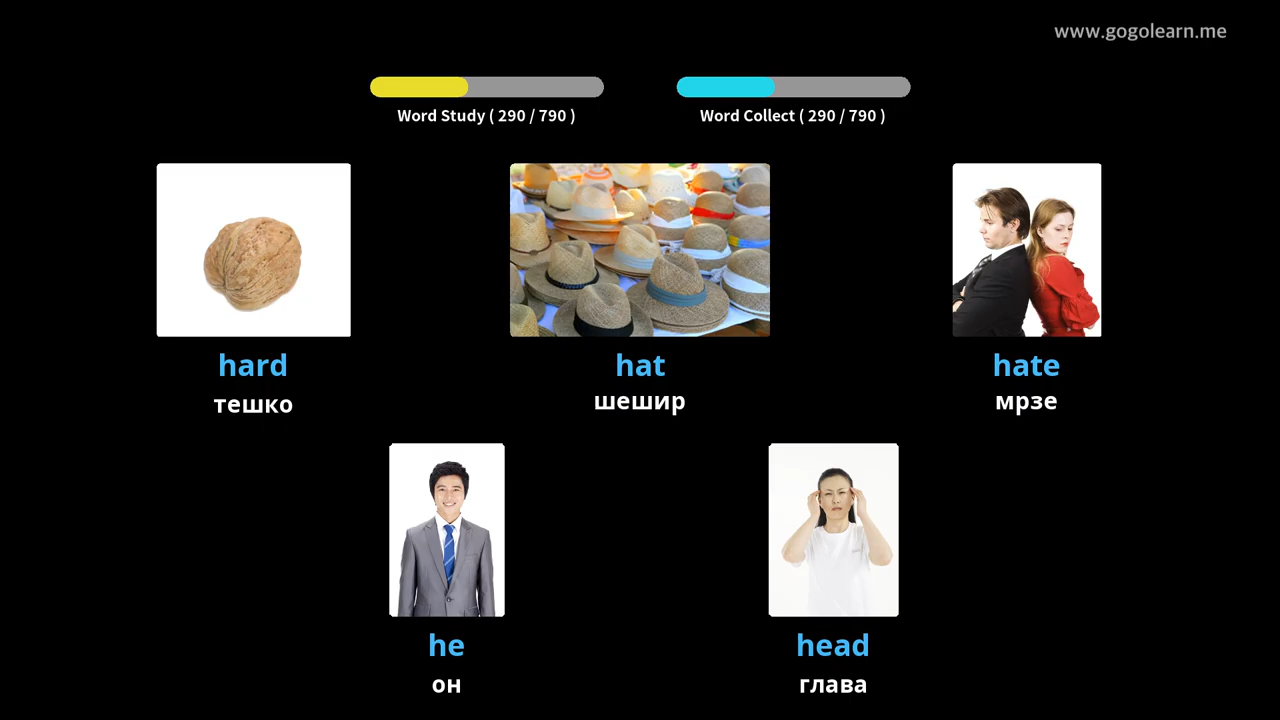 www.gogolearn.me
Word Study ( 290 / 790 )
Word Collect ( 290 / 790 )
hard
тешко
hat
шешир
hate
мрзе
he
он
head
глава